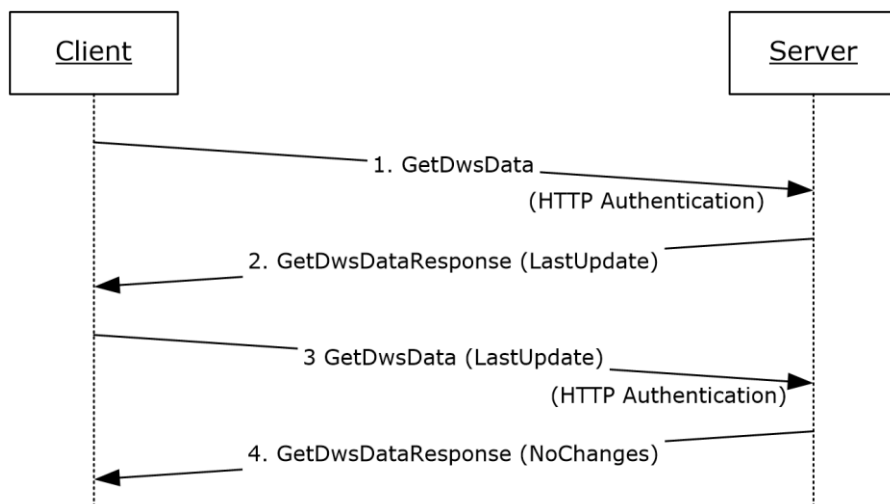 Client
Server
1. GetDwsData
(HTTP Authentication)
2. GetDwsDataResponse (LastUpdate)
3 GetDwsData (LastUpdate)
(HTTP Authentication)
4. GetDwsDataResponse (NoChanges)